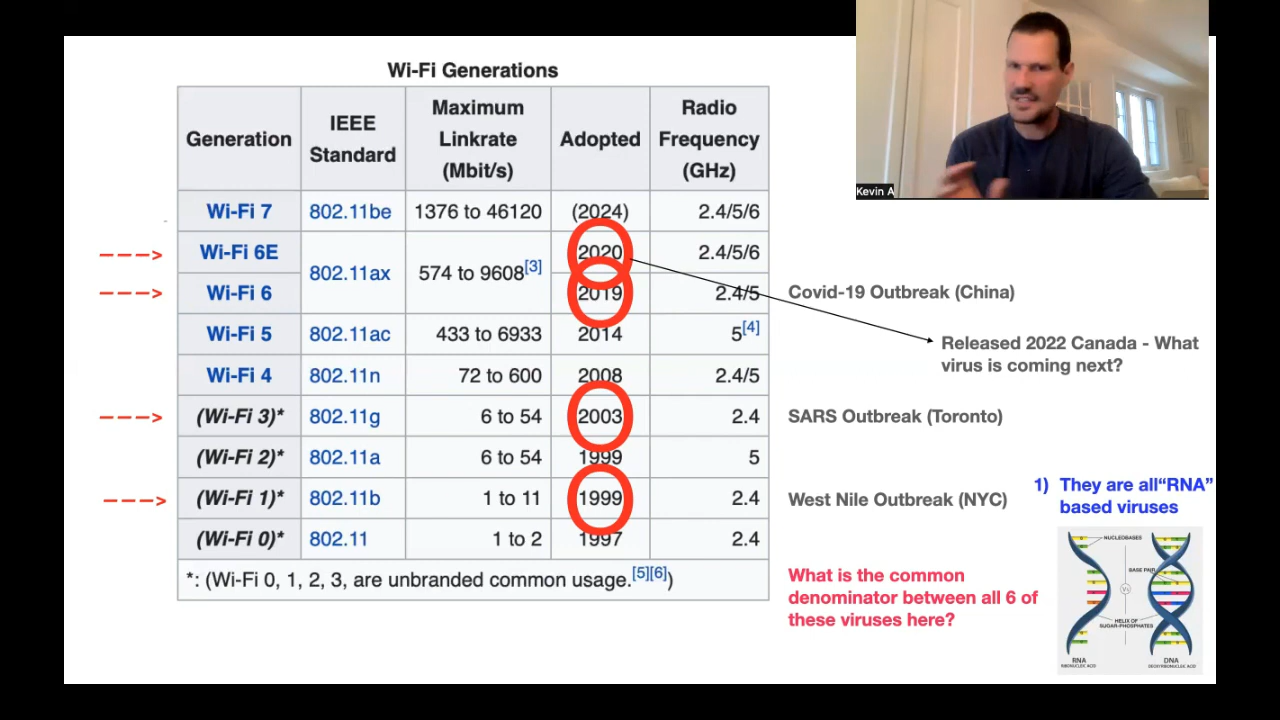 Wi-Fi Generations
Generation
IEEE
Standard
Maximum
Linkrate
(Mbit/s)
Adopted
Radio
Frequency
(GHz)
Wi-Fi 7 802.11be 1376 to 46120 (2024) 2.4/5/6
Wi-Fi 6E 802.11ax 574 to 9608[3] 2020 2.4/5/6
Wi-Fi 6 2019 2.4/5
Wi-Fi 5 802.11ac 433 to 6933 2014 5[4]
Wi-Fi 4 802.11n 72 to 600 2008 2.4/5
(Wi-Fi 3)* 802.11g 6 to 54 2003 2.4
(Wi-Fi 2)* 802.11a 6 to 54 1999 5
(Wi-Fi 1)* 802.11b 1 to 11 1999 2.4
(Wi-Fi 0)* 802.11 1 to 2 1997 2.4
*: (Wi-Fi 0, 1, 2, 3, are unbranded common usage.[5][6])
Kevin A
Covid-19 Outbreak (China)
Released 2022 Canada - What
virus is coming next?
SARS Outbreak (Toronto)
West Nile Outbreak (NYC)
1) They are all“RNA”
based viruses
What is the common
denominator between all 6 of
these viruses here?
NUCLEOBASES
BASE PAIR
Vs
HELIX OF
SUGAR-PHOSPHATES
RNA
RIBONUCLEIC ACID
DNA
DEOXYRIBONUCLEIC ACID